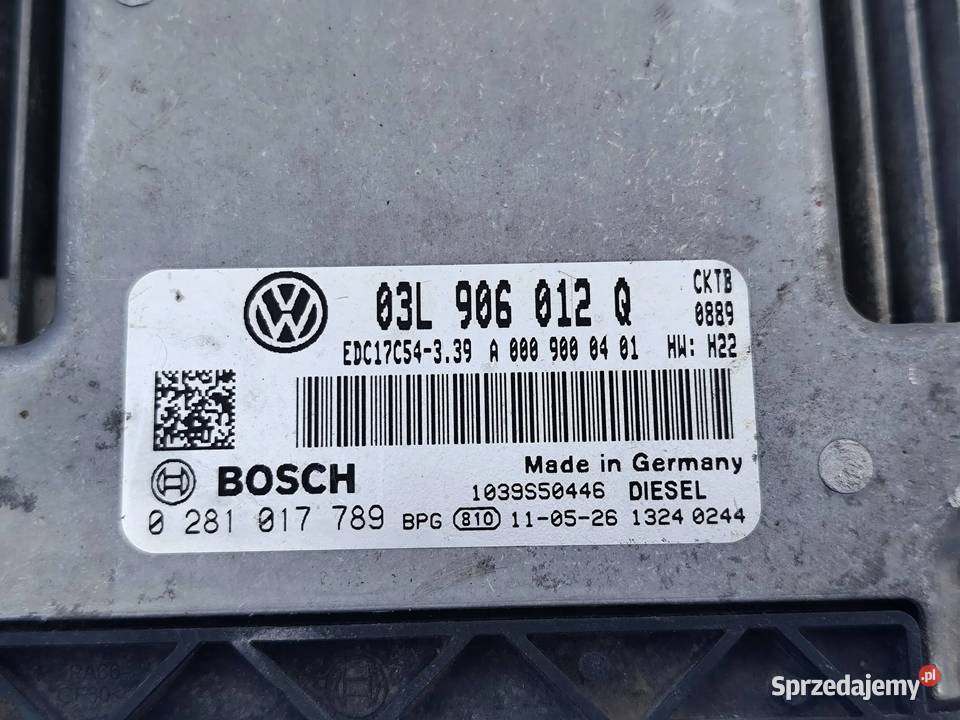 03L 906 012 Q
CKTB
0889
EDC17C54-3.39 A 000 900 04 01 HW: H22
Made in Germany
BOSCH
1039S50446 DIESEL
0 281 017 789 BPG 810 11-05-26 1324 0244
Sprzedajemy.pl